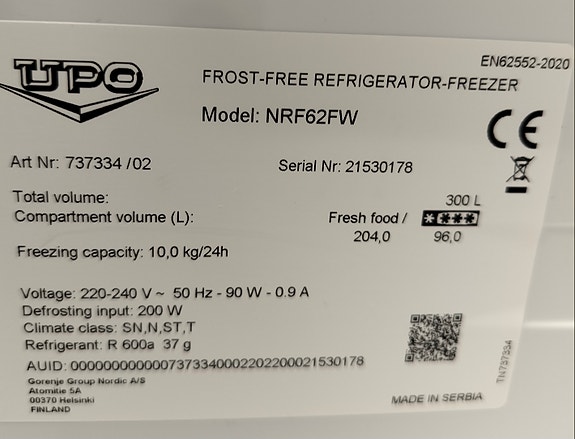 EN62552-2020
UPO
FROST-FREE REFRIGERATOR-FREEZER
Model: NRF62FW
CE
Art Nr: 737334 /02
Serial Nr: 21530178
Total volume: 300 L
Compartment volume (L): Fresh food / ****
204,0 96,0
Freezing capacity: 10,0 kg/24h
Voltage: 220-240 V ~ 50 Hz - 90 W - 0.9 A
Defrosting input: 200 W
Climate class: SN,N,ST,T
Refrigerant: R 600a 37 g
AUID: 0000000000007373340002202200021530178
Gorenje Group Nordic A/S
Atomitie 5A
00370 Helsinki
FINLAND
MADE IN SERBIA
TN737334